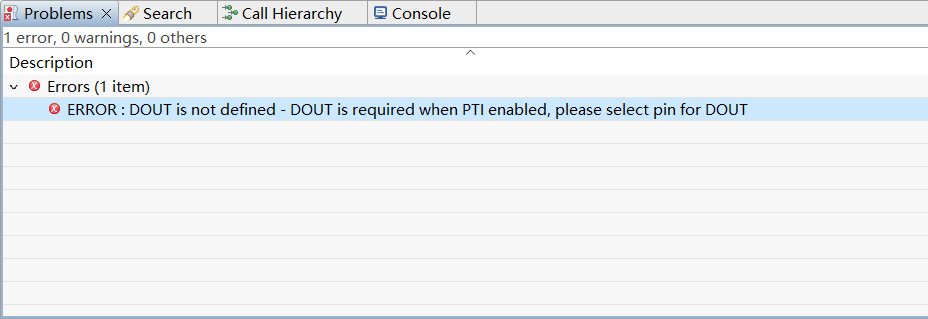 Problems Search Call Hierarchy Console
1 error, 0 warnings, 0 others
Description
Errors (1 item)
ERROR : DOUT is not defined - DOUT is required when PTI enabled, please select pin for DOUT